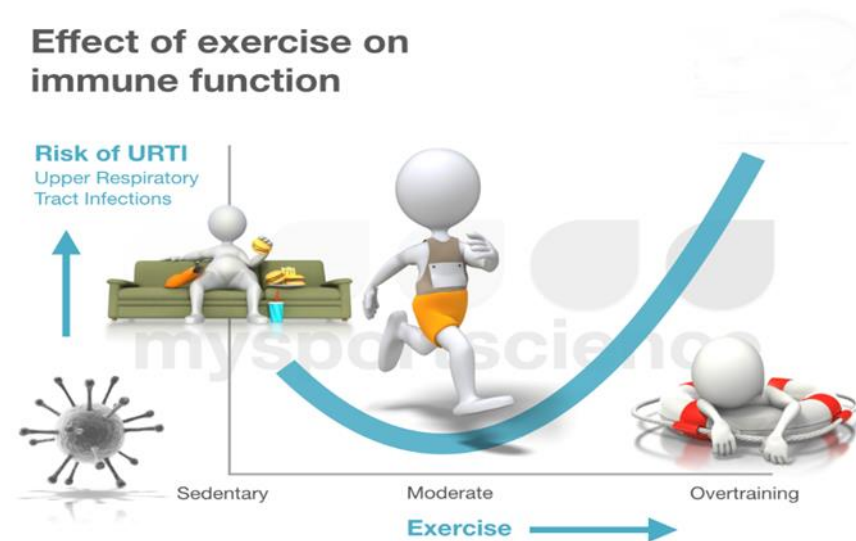 Effect of exercise on
immune function
Risk of URTI
Upper Respiratory
Tract Infections
mysportscience
Sedentary
Moderate
Overtraining
Exercise